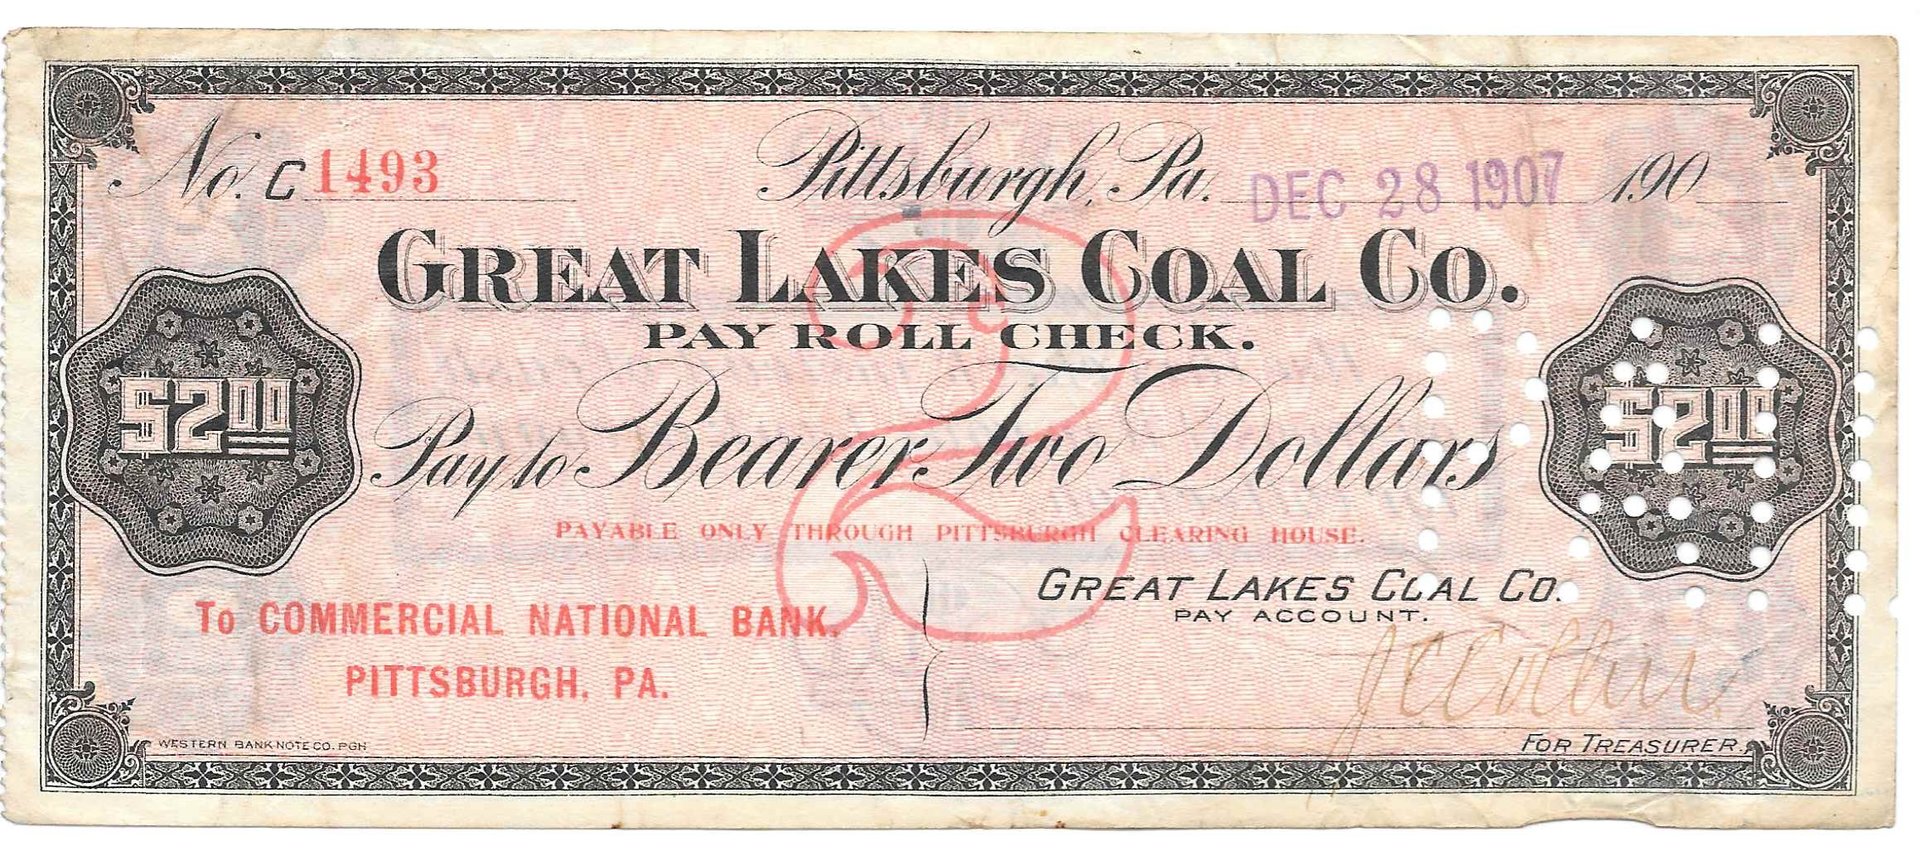 No. C 1493 Pittsburgh, Pa. DEC 28 1907 190
GREAT LAKES COAL CO.
PAY ROLL CHECK.
$2.00 Pay to Bearer Two Dollars $2.00
PAYABLE ONLY THROUGH PITTSBURGH CLEARING HOUSE.
To COMMERCIAL NATIONAL BANK,
PITTSBURGH, PA.
GREAT LAKES COAL CO.
PAY ACCOUNT.
FOR TREASURER,
WESTERN BANK NOTE CO. PGH
2